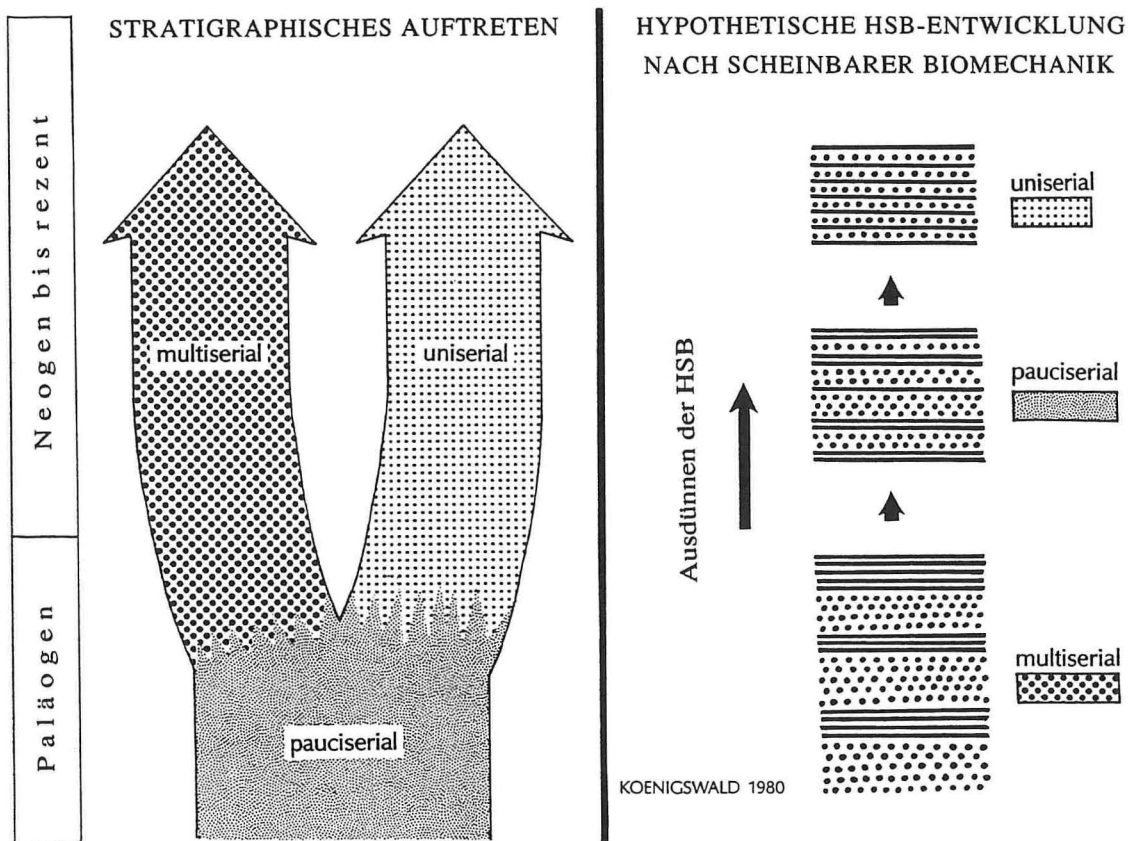 STRATIGRAPHISCHES AUFTRETEN
Neogen bis rezent
Paläogen
multiserial
uniserial
pauciserial
HYPOTHETISCHE HSB-ENTWICKLUNG
NACH SCHEINBARER BIOMECHANIK
Ausdünnen der HSB
uniserial
pauciserial
multiserial
KOENIGSWALD 1980